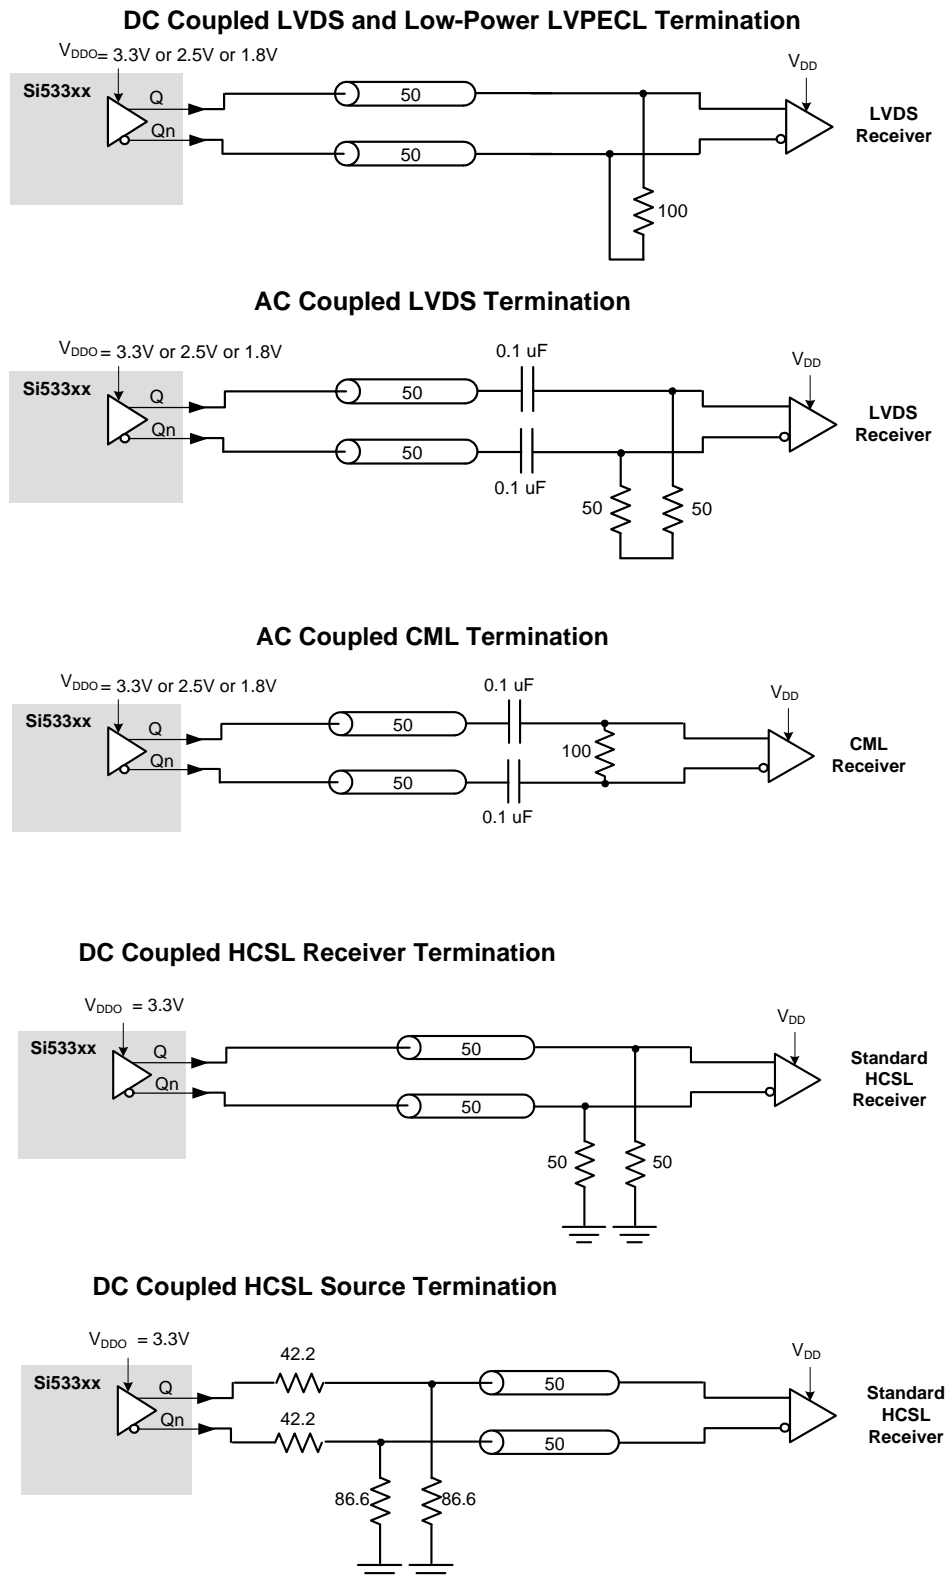 DC Coupled LVDS and Low-Power LVPECL Termination
VDDO= 3.3V or 2.5V or 1.8V
VDD
Si533xx
Q
50
LVDS
Receiver
Qn
50
100
AC Coupled LVDS Termination
VDDO= 3.3V or 2.5V or 1.8V
0.1 uF
VDD
Si533xx
Q
50
LVDS
Receiver
Qn
50
0.1 uF
50
50
AC Coupled CML Termination
VDDO= 3.3V or 2.5V or 1.8V
0.1 uF
VDD
Si533xx
Q
50
100
CML
Receiver
Qn
50
0.1 uF
DC Coupled HCSL Receiver Termination
VDDO = 3.3V
VDD
Si533xx
Q
50
Standard
HCSL
Receiver
Qn
50
50
50
DC Coupled HCSL Source Termination
VDDO = 3.3V
42.2
VDD
Si533xx
Q
50
Standard
HCSL
Receiver
Qn
42.2
50
86.6
86.6